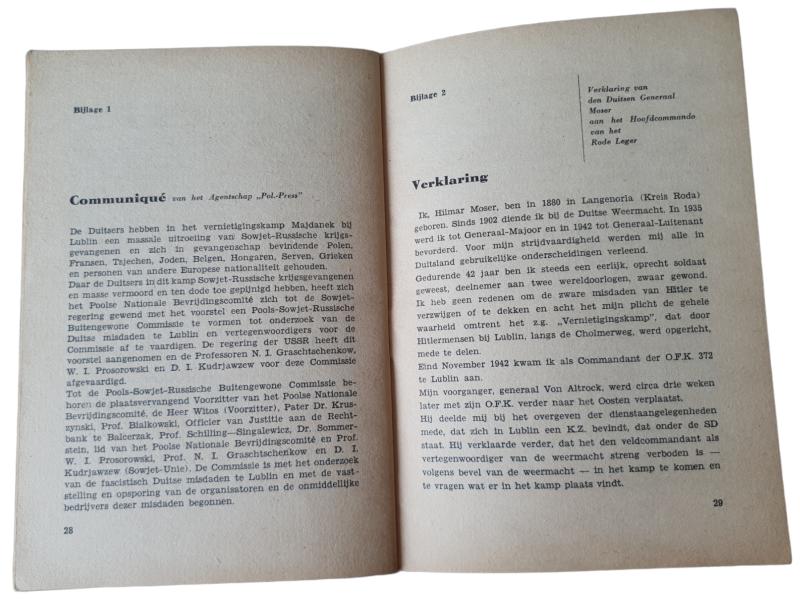 Bijlage 1
Communiqué van het Agentschap „Pol.-Press"
De Duitsers hebben in het vernietigingskamp Majdanek bij
Lublin een massale uitroeiing van Sowjet-Russische krijgs-
gevangenen en zich in gevangenschap bevindende Polen,
Fransen, Tsjechen, Joden, Belgen, Hongaren, Serven, Grieken
en personen van andere Europese nationaliteit gehouden.
Daar de Duitsers in dit kamp Sowjet-Russische krijgsgevangenen
en masse vermoord en ten dode toe gepijnigd hebben, heeft zich
het Poolse Nationale Bevrijdingscomité zich tot de Sowjet-
regering gewend met het voorstel een Pools-Sowjet-Russische
Buitengewone Commissie te vormen tot onderzoek van de
Duitse misdaden te Lublin en vertegenwoordigers voor de
Commissie af te vaardigen. De regering der USSR heeft dit
voorstel aangenomen en de Professoren N. I. Graschtschenkow,
W. I. Prosorowski en D. I. Kudrjawzew voor deze Commissie
afgevaardigd.
Tot de Pools-Sowjet-Russische Buitengewone Commissie be-
horen de plaatsvervangend Voorzitter van het Poolse Nationale
Bevrijdingscomité, de Heer Witos (Voorzitter), Pater Dr. Krus-
zynski, Prof. Bialkowski, Officier van Justitie aan de Recht-
bank te Balcerzak, Prof. Schilling—Singalewicz, Dr. Sommer-
stein, lid van het Poolse Nationale Bevrijdingscomité en Prof.
W. I. Prosorowski, Prof. N. I. Graschtschenkow en D. I.
Kudrjawzew (Sowjet-Unie). De Commissie is met het onderzoek
van de fascistisch Duitse misdaden te Lublin en met de vast-
stelling en opsporing van de organisatoren en de onmiddellijke
bedrijvers dezer misdaden begonnen.
28
Bijlage 2
Verklaring van
den Duitsen Generaal
Moser
aan het Hoofdcommando
van het
Rode Leger
Verklaring
Ik, Hilmar Moser, ben in 1880 in Langenoria (Kreis Roda)
geboren. Sinds 1902 diende ik bij de Duitse Weermacht. In 1935
werd ik tot Generaal-Majoor en in 1942 tot Generaal-Luitenant
bevorderd. Voor mijn strijdvaardigheid werden mij alle in
Duitsland gebruikelijke onderscheidingen verleend.
Gedurende 42 jaar ben ik steeds een eerlijk, oprecht soldaat
geweest, deelnemer aan twee wereldoorlogen, zwaar gewond.
Ik heb geen redenen om de zware misdaden van Hitler te
verzwijgen of te dekken en acht het mijn plicht de gehele
waarheid omtrent het z.g. „Vernietigingskamp", dat door
Hitlermensen bij Lublin, langs de Cholmerweg, werd opgericht,
mede te delen.
Eind November 1942 kwam ik als Commandant der O.F.K. 372
te Lublin aan.
Mijn voorganger, generaal Von Altrock, werd circa drie weken
later met zijn O.F.K. verder naar het Oosten verplaatst.
Hij deelde mij bij het overgeven der dienstaangelegenheden
mede, dat zich in Lublin een K.Z. bevindt, dat onder de SD
staat. Hij verklaarde verder, dat het den veldcommandant als
vertegenwoordiger van de weermacht streng verboden is —
volgens bevel van de weermacht — in het kamp te komen en
te vragen wat er in het kamp plaats vindt.
29